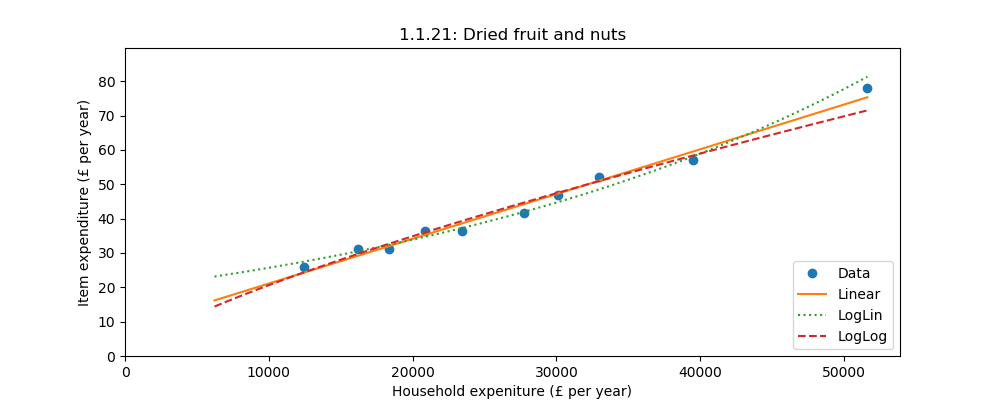 1.1.21: Dried fruit and nuts
Item expenditure (£ per year)
80
70
60
50
40
30
20
10
0
0 10000 20000 30000 40000 50000
Household expeniture (£ per year)
Data
Linear
LogLin
LogLog